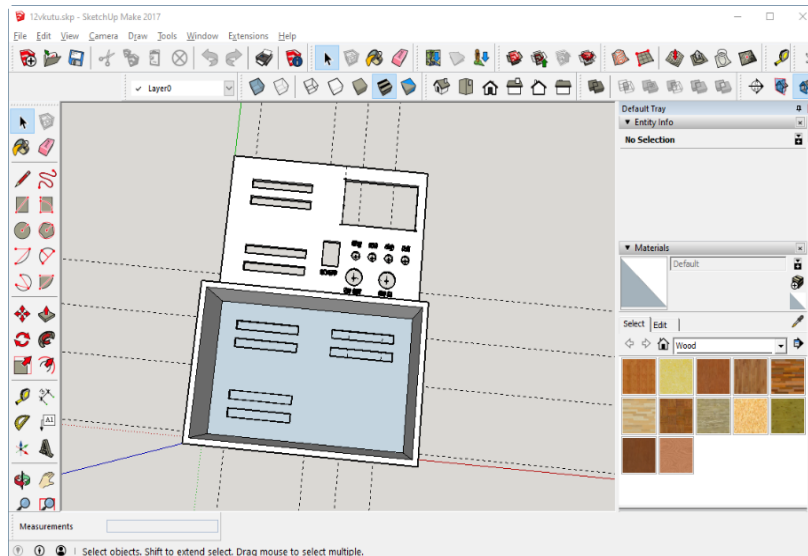 12vkutu.skp - SketchUp Make 2017
File Edit View Camera Draw Tools Window Extensions Help
Layer0
Default Tray
Entity Info
No Selection
Materials
Default
Select Edit
Wood
A1
Measurements
Select objects. Shift to extend select. Drag mouse to select multiple.